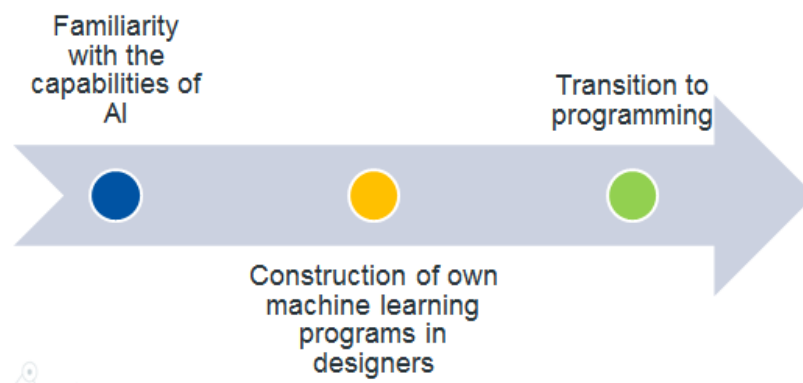 Familiarity
with the
capabilities of
AI
Construction of own
machine learning
programs in
designers
Transition to
programming